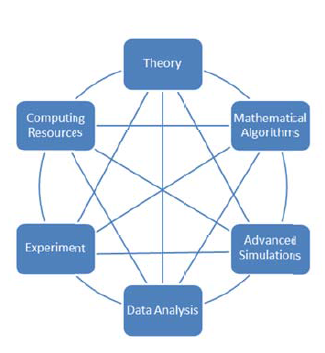 Theory
Computing
Resources
Mathematical
Algorithms
Experiment
Advanced
Simulations
Data Analysis